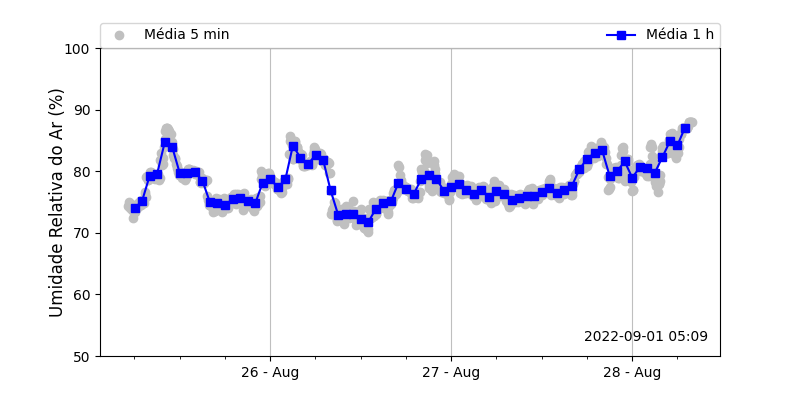 Média 5 min
Média 1 h
100
90
80
70
60
50
Umidade Relativa do Ar (%)
2022-09-01 05:09
26 - Aug
27 - Aug
28 - Aug